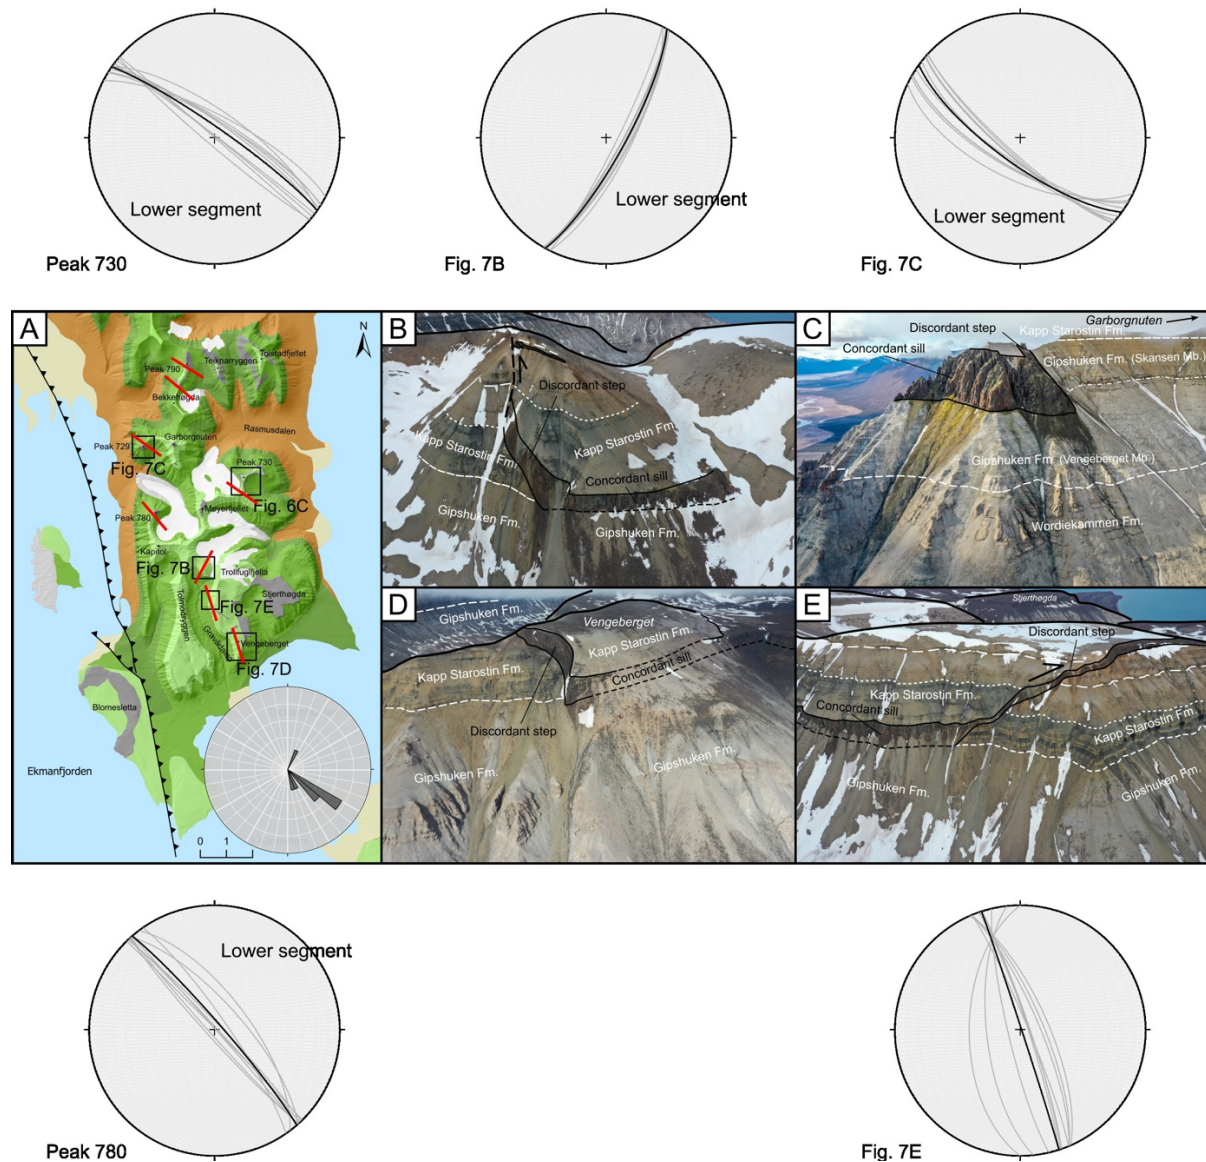 Lower segment
Peak 730
Lower segment
Fig. 7B
Lower segment
Fig. 7C
A
N
Teiknarryggen
Tolstadfjellet
Peak 790
Bekkehøgda
Rasmusdalen
Garborgnuten
Peak 729
Fig. 7C
Peak 730
Fig. 6C
Møyerfjellet
Peak 780
Kapitol
Fig. 7B
Trollfuglfjella
Tolmodryggen
Fig. 7E
Stjerthøgda
Vengeberget
Fig. 7D
Blomesletta
Ekmanfjorden
0 1
B
Discordant step
Kapp Starostin Fm.
Kapp Starostin Fm.
Concordant sill
Gipshuken Fm.
Gipshuken Fm.
C
Garborgnuten
Discordant step
Kapp Starostin Fm.
Concordant sill
Gipshuken Fm. (Skansen Mb.)
Gipshuken Fm. (Vengeberget Mb.)
Wordiekammen Fm.
D
Gipshuken Fm.
Vengeberget
Kapp Starostin Fm.
Kapp Starostin Fm.
Concordant sill
Discordant step
Gipshuken Fm.
Gipshuken Fm.
E
Stjerthøgda
Discordant step
Kapp Starostin Fm.
Concordant sill
Kapp Starostin Fm.
Gipshuken Fm.
Gipshuken Fm.
Lower segment
Peak 780
Fig. 7E